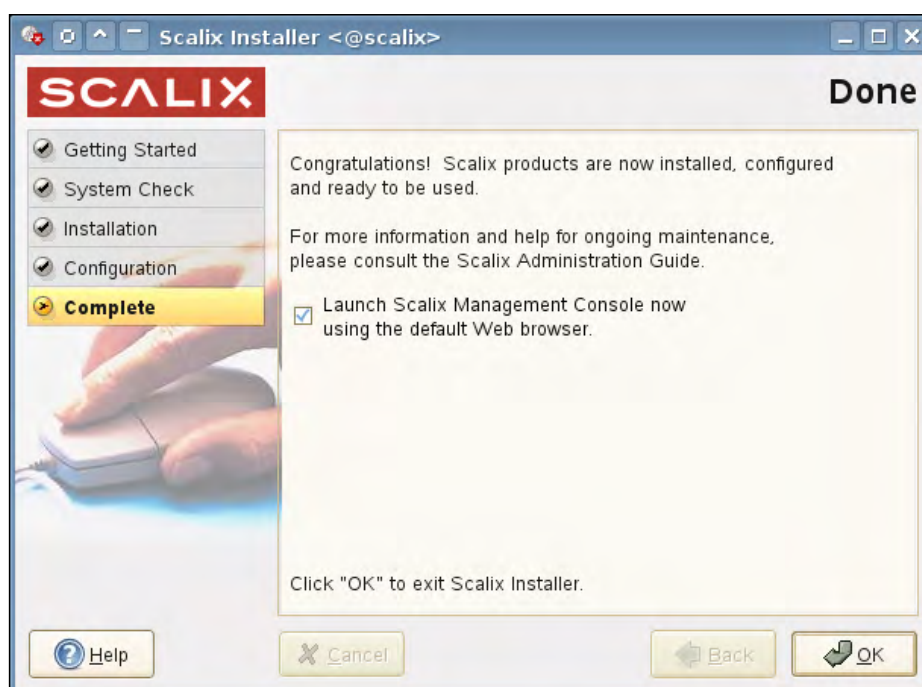 Scalix Installer <@scalix>
SCALIX
Done
Getting Started
System Check
Installation
Configuration
Complete
Congratulations!  Scalix products are now installed, configured
and ready to be used.
For more information and help for ongoing maintenance,
please consult the Scalix Administration Guide.
Launch Scalix Management Console now
using the default Web browser.
Click "OK" to exit Scalix Installer.
Help
Cancel
Back
OK